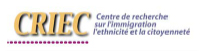 CRIEC
Centre de recherche
sur l'immigration
l'ethnicité et la citoyenneté